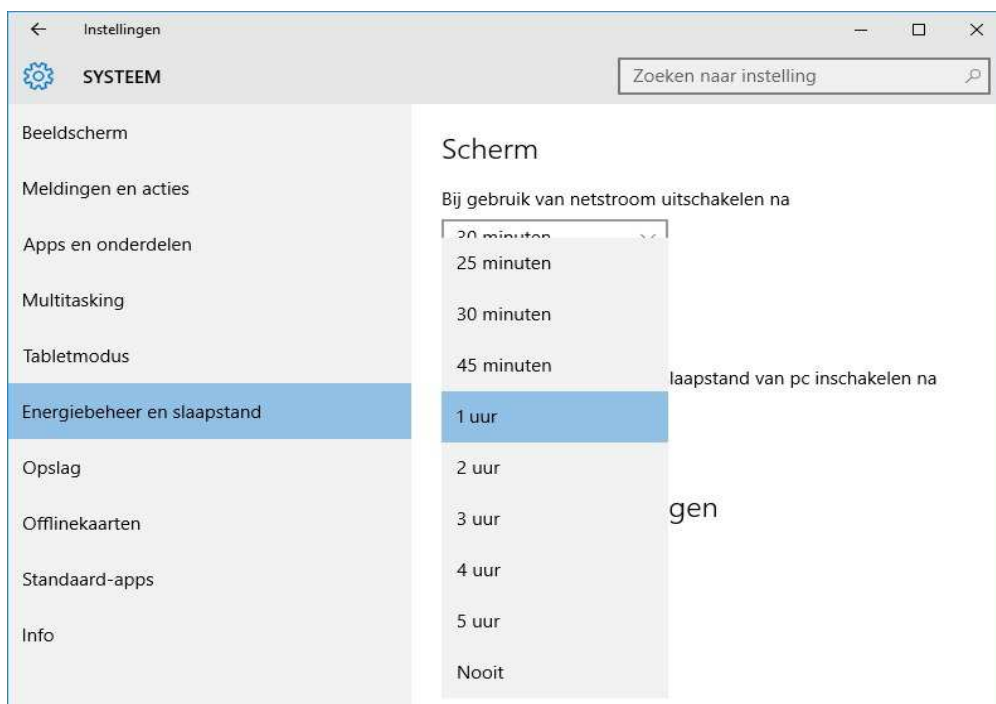 Instellingen
SYSTEEM
Zoeken naar instelling
Beeldscherm
Meldingen en acties
Apps en onderdelen
Multitasking
Tabletmodus
Energiebeheer en slaapstand
Opslag
Offlinekaarten
Standaard-apps
Info
Scherm
Bij gebruik van netstroom uitschakelen na
30 minuten
25 minuten
30 minuten
45 minuten
1 uur
2 uur
3 uur
4 uur
5 uur
Nooit
laapstand van pc inschakelen na
gen